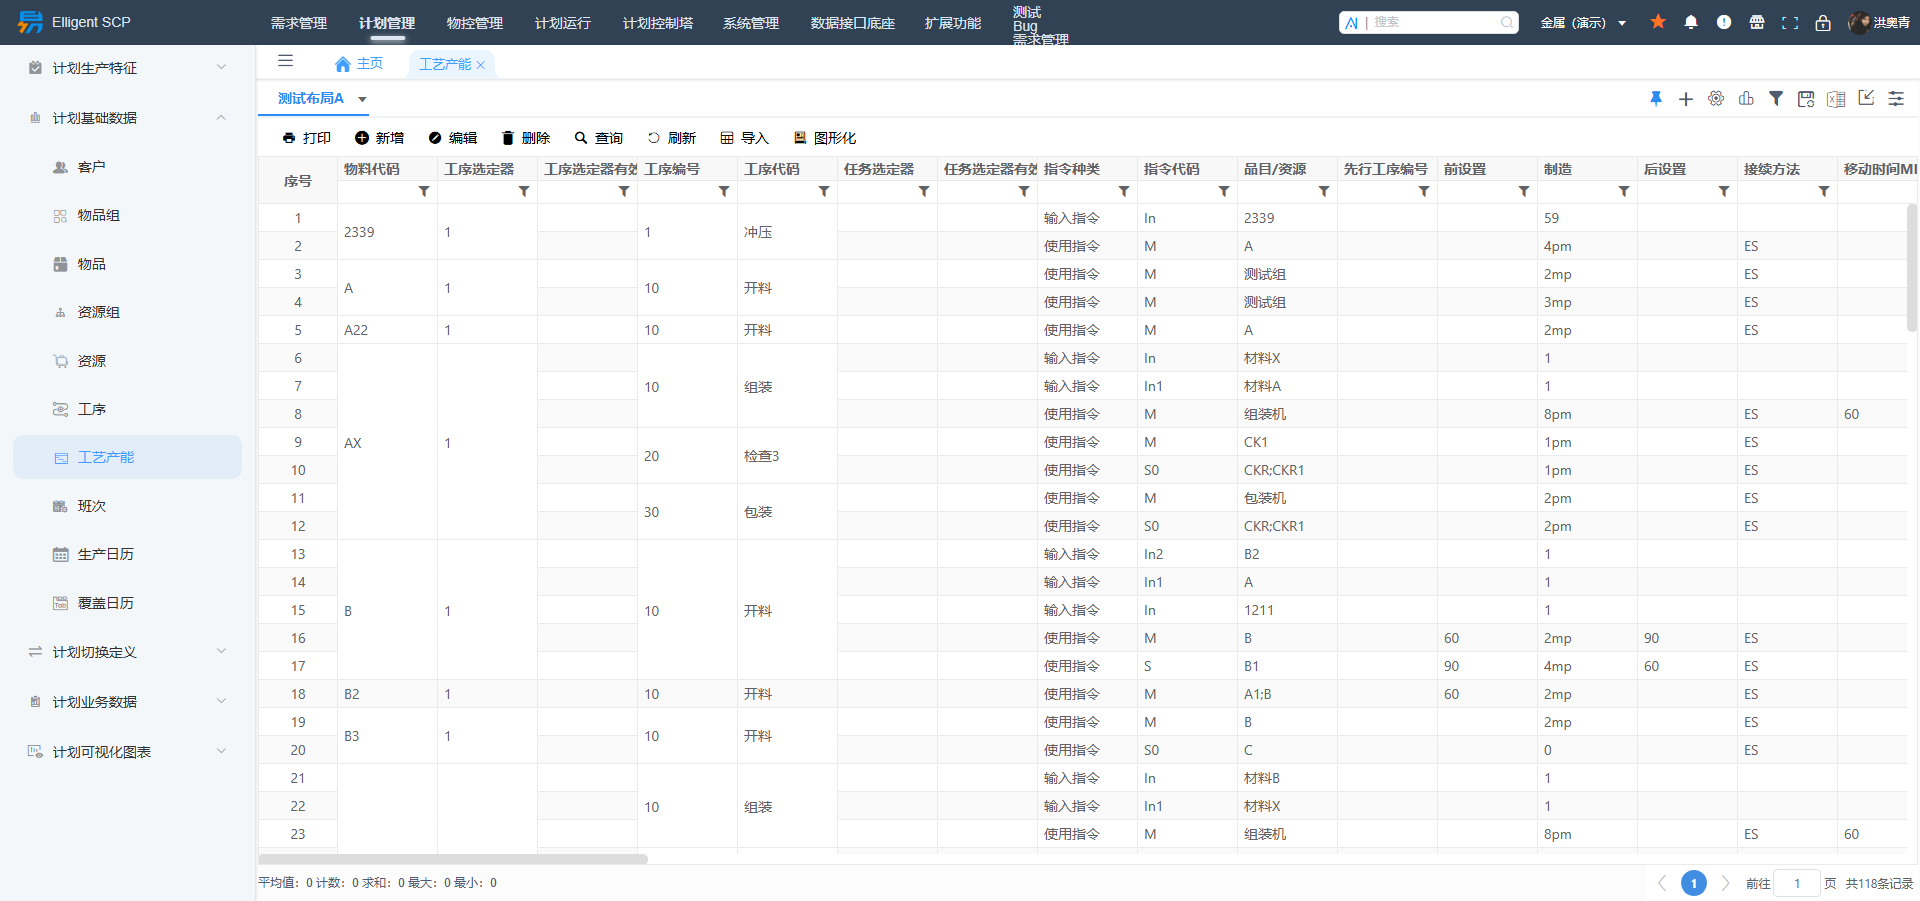 Elligent SCP 需求管理 计划管理 物控管理 计划运行 计划控制塔 系统管理 数据接口底座 扩展功能 测试 Bug 需求管理 AI | 搜索 金属（演示） 洪奥青
主页 工艺产能
测试布局A
打印 新增 编辑 删除 查询 刷新 导入 图形化
计划生产特征
计划基础数据
客户
物品组
物品
资源组
资源
工序
工艺产能
班次
生产日历
覆盖日历
计划切换定义
计划业务数据
计划可视化图表
序号 物料代码 工序选定器 工序选定器有效 工序编号 工序代码 任务选定器 任务选定器有效 指令种类 指令代码 品目/资源 先行工序编号 前设置 制造 后设置 接续方法 移动时间MI
1 2339 1 1 冲压 输入指令 In 2339 59
2 使用指令 M A 4pm ES
3 A 1 10 开料 使用指令 M 测试组 2mp ES
4 使用指令 M 测试组 3mp ES
5 A22 1 10 开料 使用指令 M A 2mp ES
6 AX 1 10 组装 输入指令 In 材料X 1
7 输入指令 In1 材料A 1
8 使用指令 M 组装机 8pm ES 60
9 20 检查3 使用指令 M CK1 1pm ES
10 使用指令 S0 CKR;CKR1 1pm ES
11 30 包装 使用指令 M 包装机 2pm ES
12 使用指令 S0 CKR;CKR1 2pm ES
13 B 1 10 开料 输入指令 In2 B2 1
14 输入指令 In1 A 1
15 输入指令 In 1211 1
16 使用指令 M B 60 2mp 90 ES
17 使用指令 S B1 90 4mp 60 ES
18 B2 1 10 开料 使用指令 M A1;B 60 2mp ES
19 B3 1 10 开料 使用指令 M B 2mp ES
20 使用指令 S0 C 0 ES
21 10 组装 输入指令 In 材料B 1
22 输入指令 In1 材料X 1
23 使用指令 M 组装机 8pm ES 60
平均值：0 计数：0 求和：0 最大：0 最小：0
1 前往 1 页 共118条记录